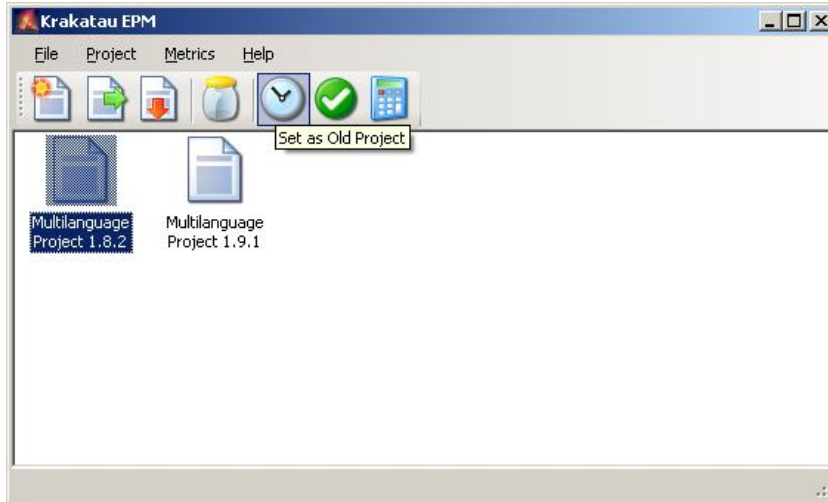 Krakatau EPM
File Project Metrics Help
Set as Old Project
Multilanguage
Project 1.8.2
Multilanguage
Project 1.9.1